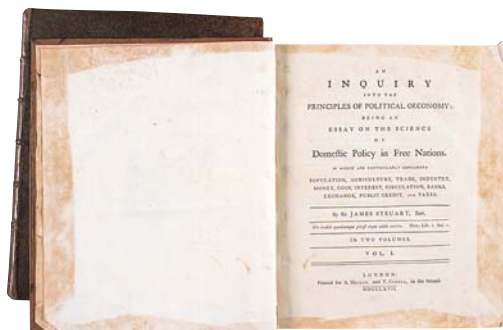 AN
INQUIRY
INTO THE
PRINCIPLES OF POLITICAL OECONOMY:
BEING AN
ESSAY ON THE SCIENCE
OF
Domestic Policy in Free Nations.
IN WHICH ARE PARTICULARLY CONSIDERED
POPULATION, AGRICULTURE, TRADE, INDUSTRY,
MONEY, COIN, INTEREST, CIRCULATION, BANKS,
EXCHANGE, PUBLIC CREDIT, AND TAXES.
By Sir JAMES STEUART, Bart.
IN TWO VOLUMES.
VOL. I.
LONDON:
Printed for A. MILLAR, and T. CADELL, in the Strand.
MDCCLXVII.